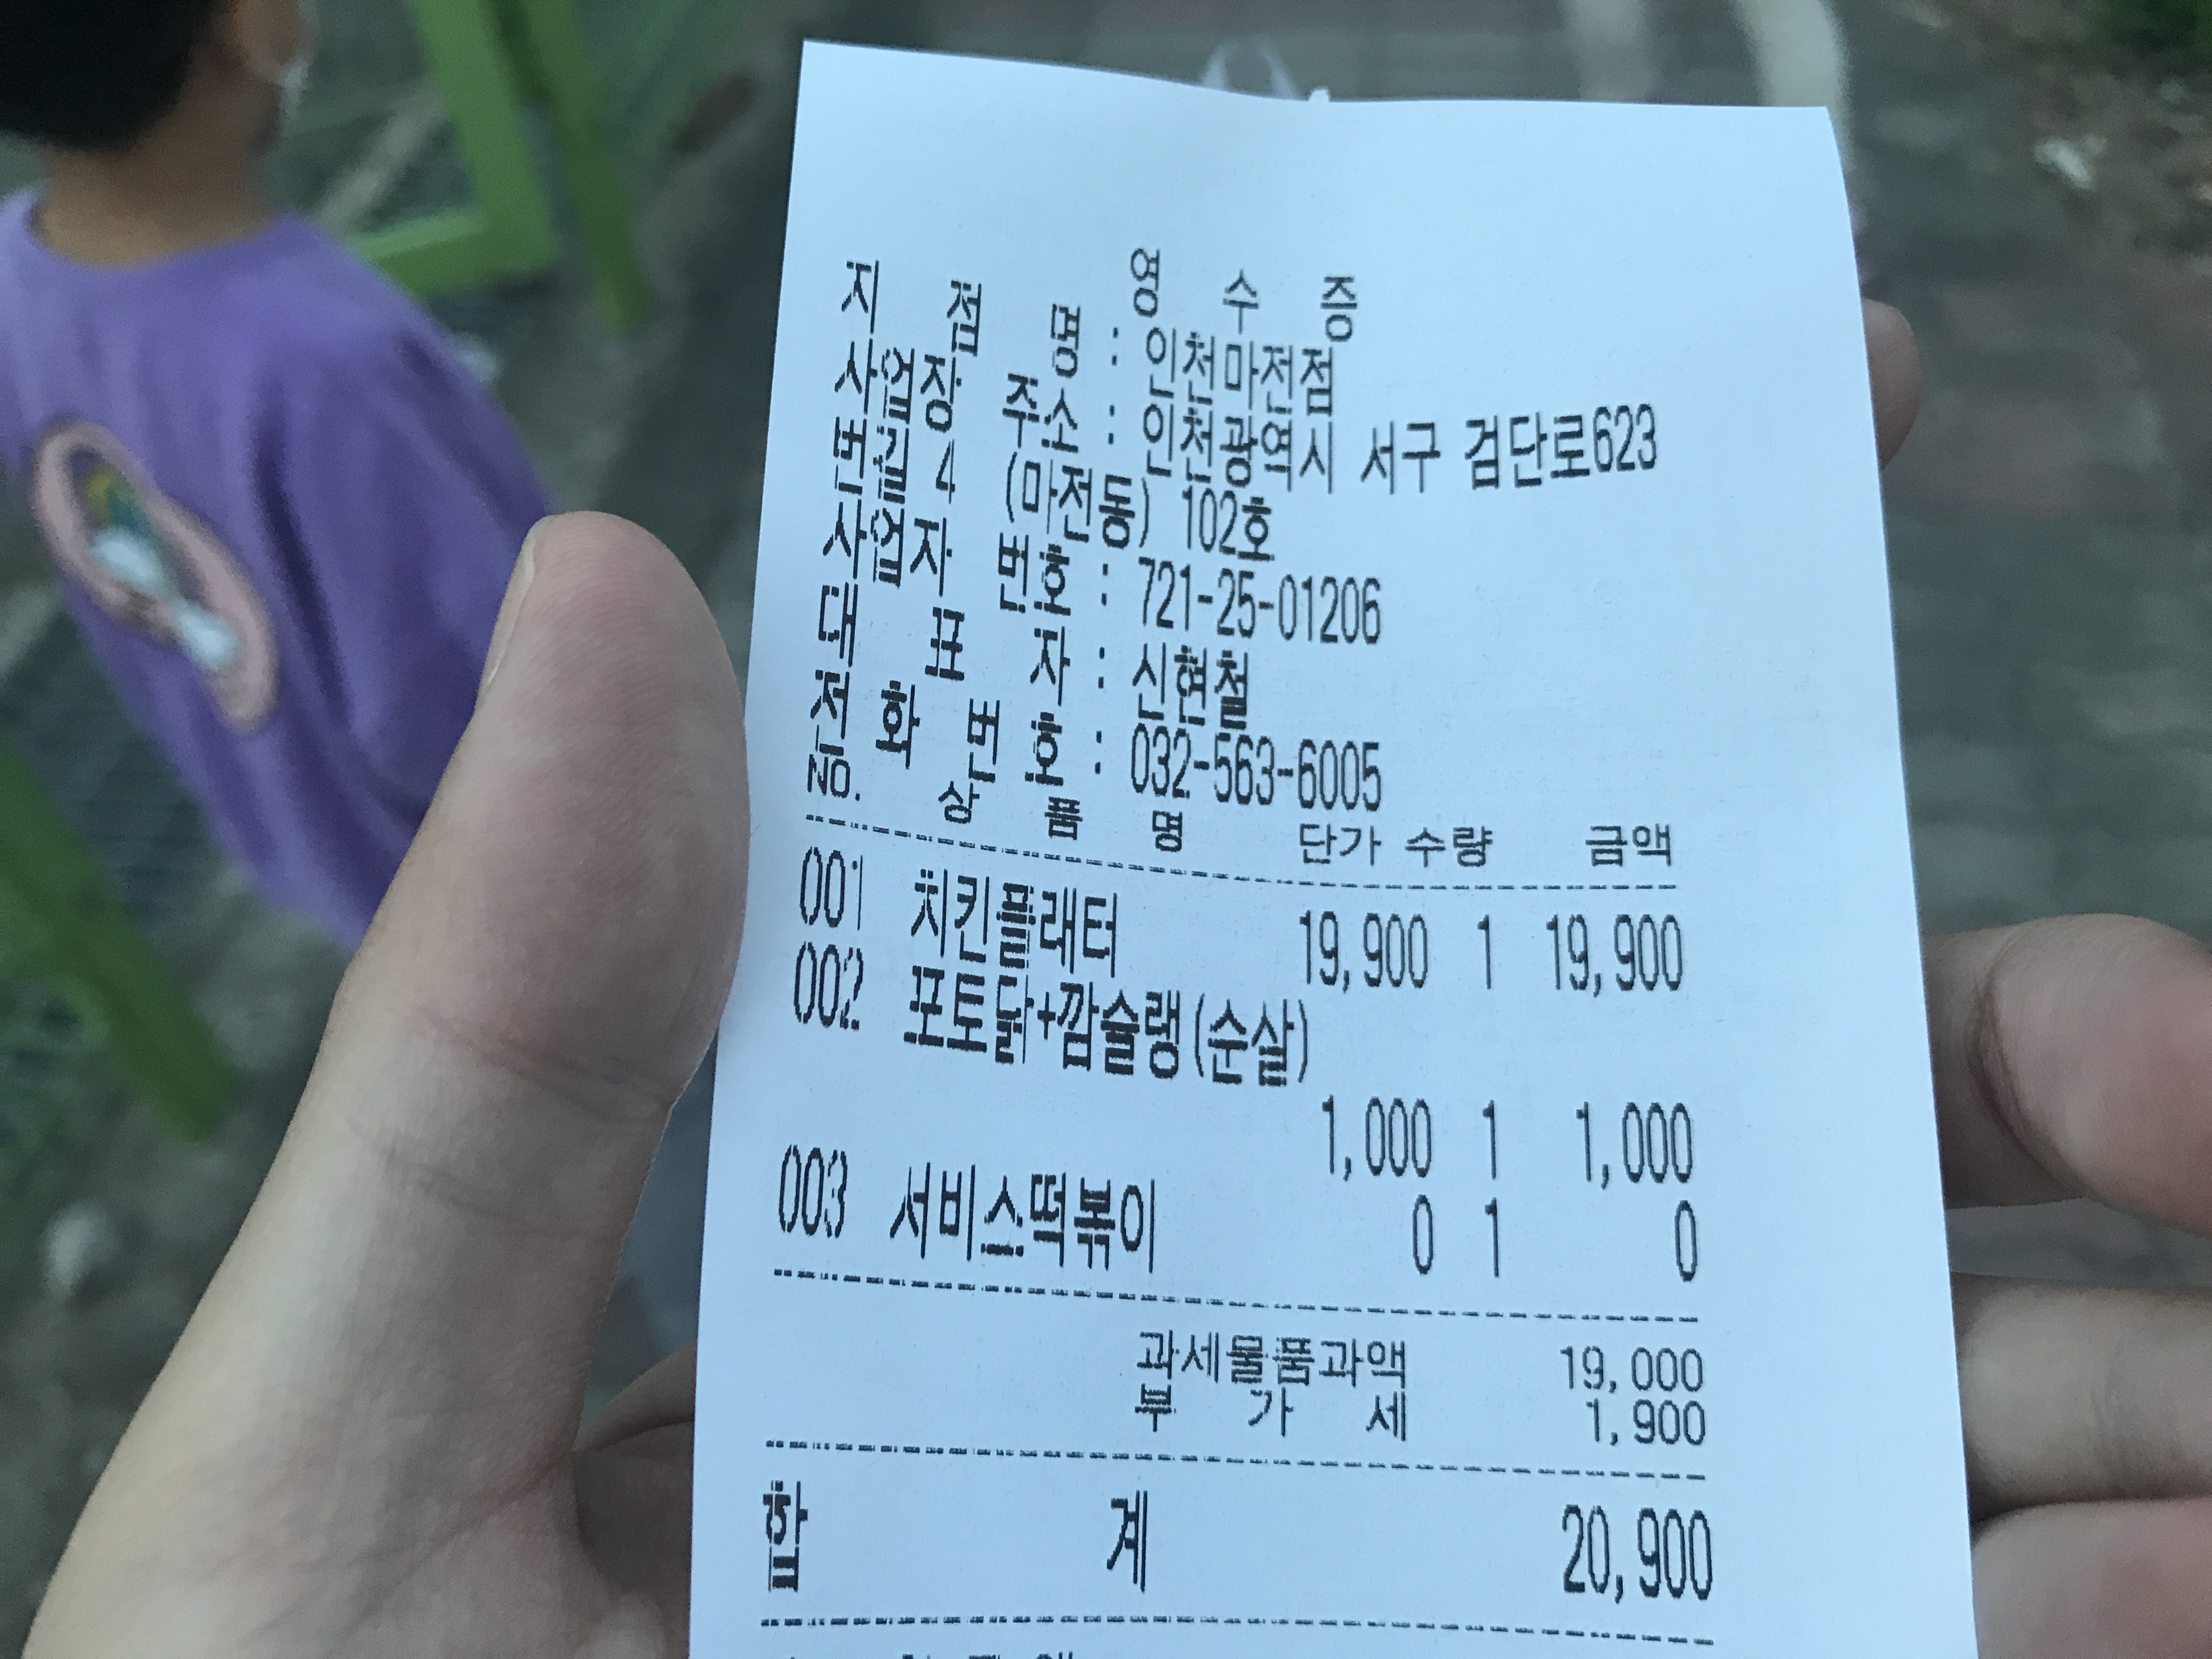 영 수 증
지 점 명 : 인천마전점
사업장 주소 : 인천광역시 서구 검단로623
번길 4 (마전동) 102호
사업자 번호 : 721-25-01206
대 표 자 : 신현철
전 화 번 호 : 032-563-6005
NO. 상 품 명 단가 수량 금액
001 치킨플래터 19,900 1 19,900
002 포토닭+깜슬랭(순살)
1,000 1 1,000
003 서비스떡볶이 0 1 0
과세물품과액 19,000
부 가 세 1,900
합 계 20,900